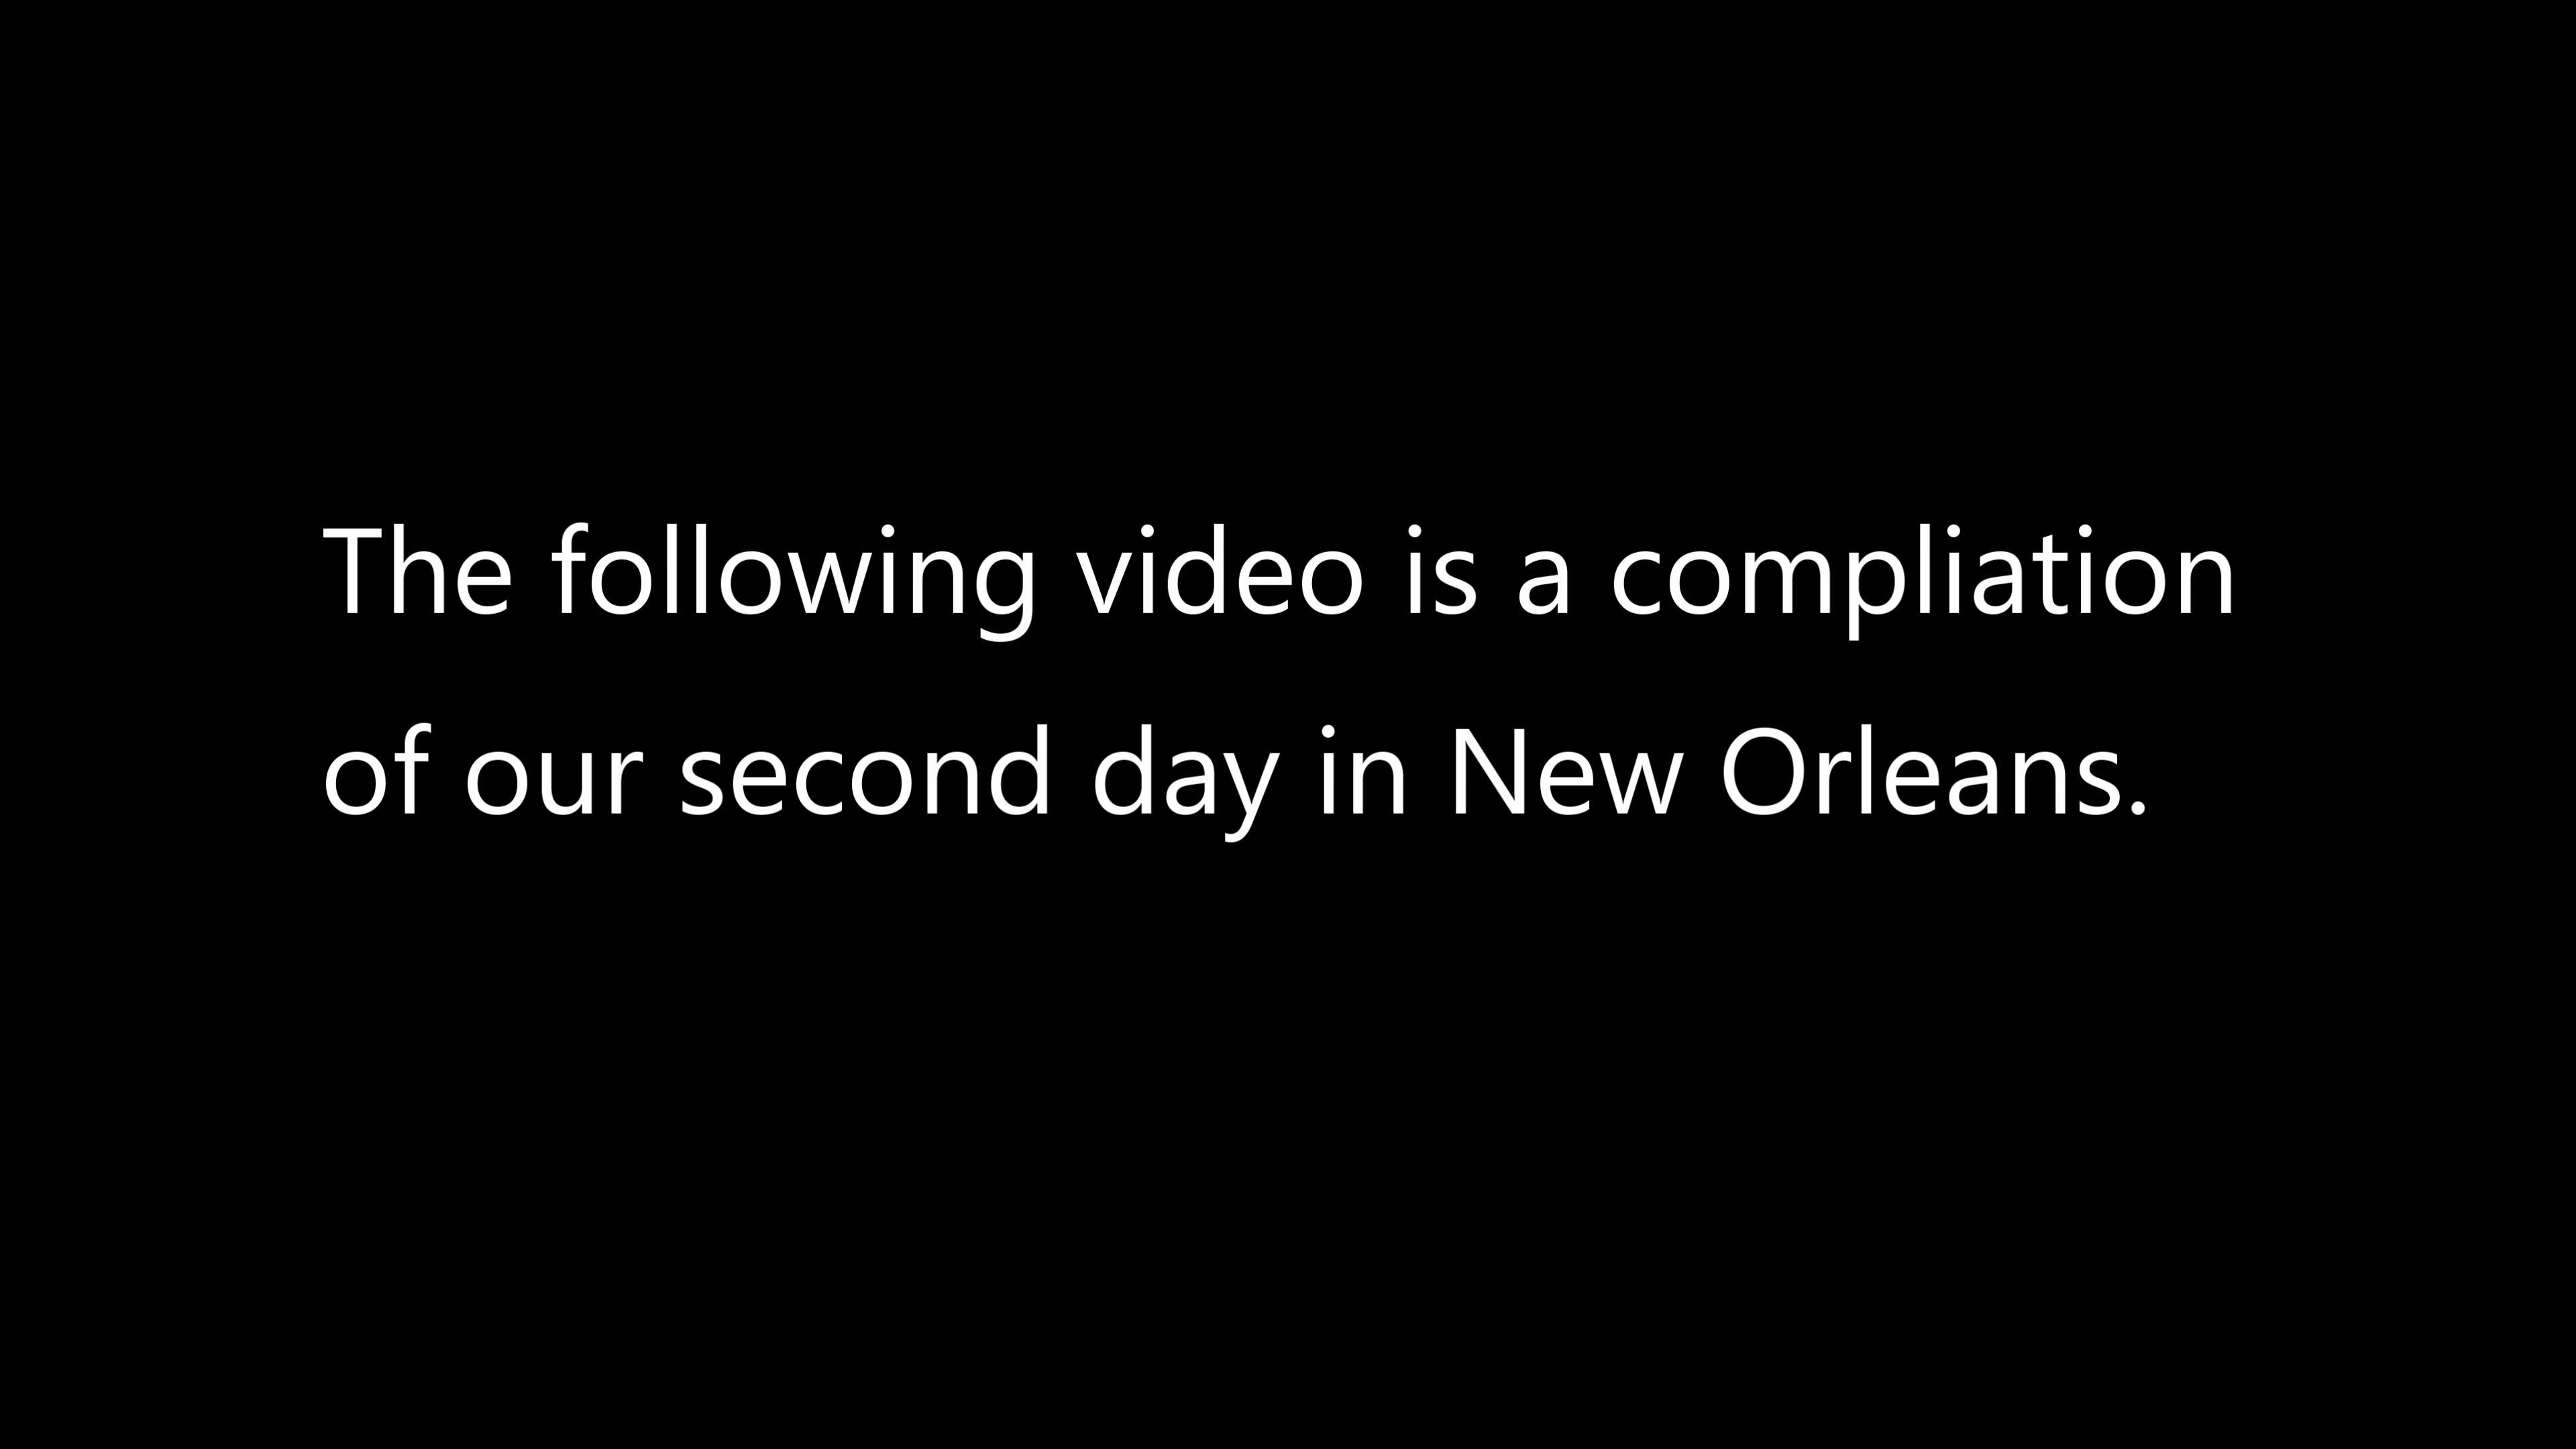 The following video is a compliation
of our second day in New Orleans.